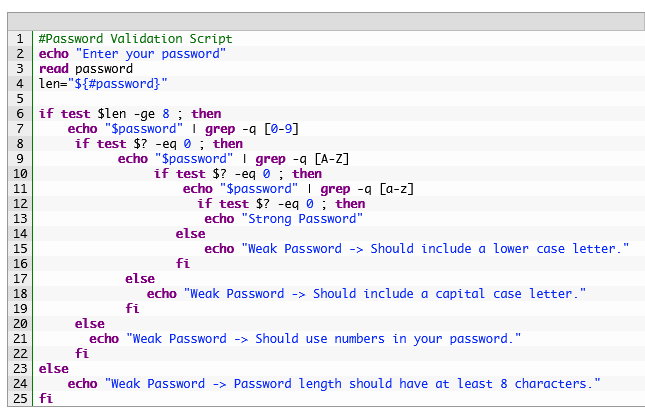 1 #Password Validation Script
2 echo "Enter your password"
3 read password
4 len="${#password}"
5
6 if test $len -ge 8 ; then
7     echo "$password" | grep -q [0-9]
8      if test $? -eq 0 ; then
9            echo "$password" | grep -q [A-Z]
10                 if test $? -eq 0 ; then
11                     echo "$password" | grep -q [a-z]
12                       if test $? -eq 0 ; then
13                        echo "Strong Password"
14                    else
15                        echo "Weak Password -> Should include a lower case letter."
16                    fi
17             else
18                echo "Weak Password -> Should include a capital case letter."
19             fi
20      else
21        echo "Weak Password -> Should use numbers in your password."
22      fi
23 else
24     echo "Weak Password -> Password length should have at least 8 characters."
25 fi